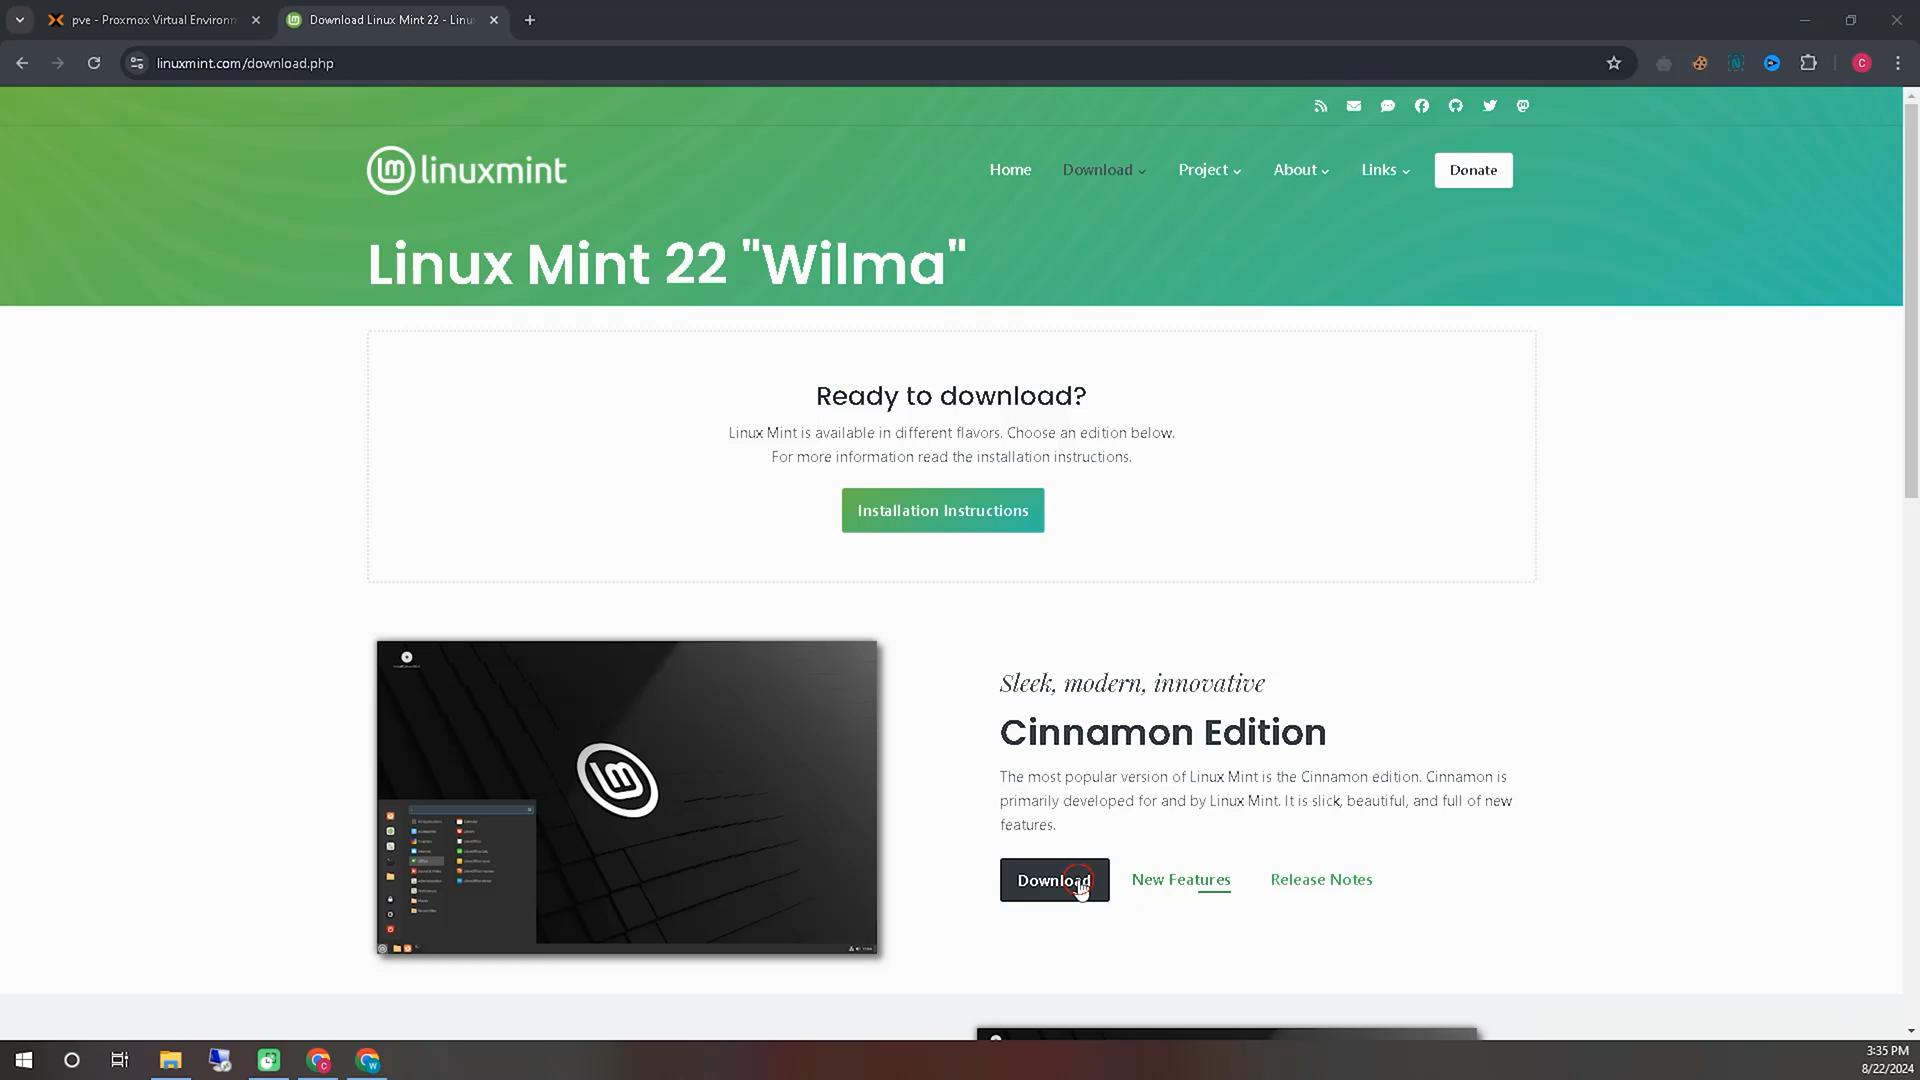 pve - Proxmox Virtual Environm
Download Linux Mint 22 - Linu
linuxmint.com/download.php
C
linuxmint
Home
Download
Project
About
Links
Donate
Linux Mint 22 "Wilma"
Ready to download?
Linux Mint is available in different flavors. Choose an edition below.
For more information read the installation instructions.
Installation Instructions
Sleek, modern, innovative
Cinnamon Edition
The most popular version of Linux Mint is the Cinnamon edition. Cinnamon is
primarily developed for and by Linux Mint. It is slick, beautiful, and full of new
features.
Download
New Features
Release Notes
C
W
3:35 PM
8/22/2024